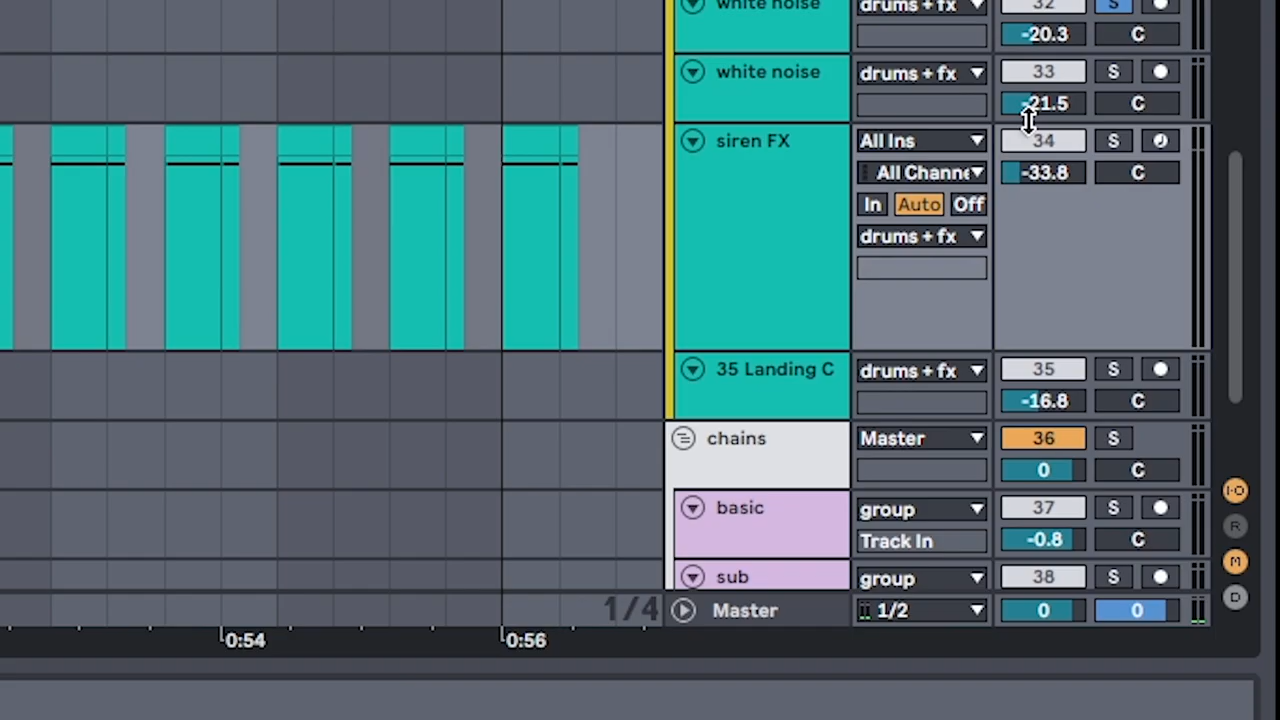 white noise drums + fx 32 S
-20.3 C
white noise drums + fx 33 S
-21.5 C
siren FX All Ins 34 S
All Channe -33.8 C
In Auto Off
drums + fx
35 Landing C drums + fx 35 S
-16.8 C
chains Master 36 S
0 C
basic group 37 S
Track In -0.8 C
sub group 38 S
1/4 Master 1/2 0 0
0:54 0:56
I·O
R
M
D